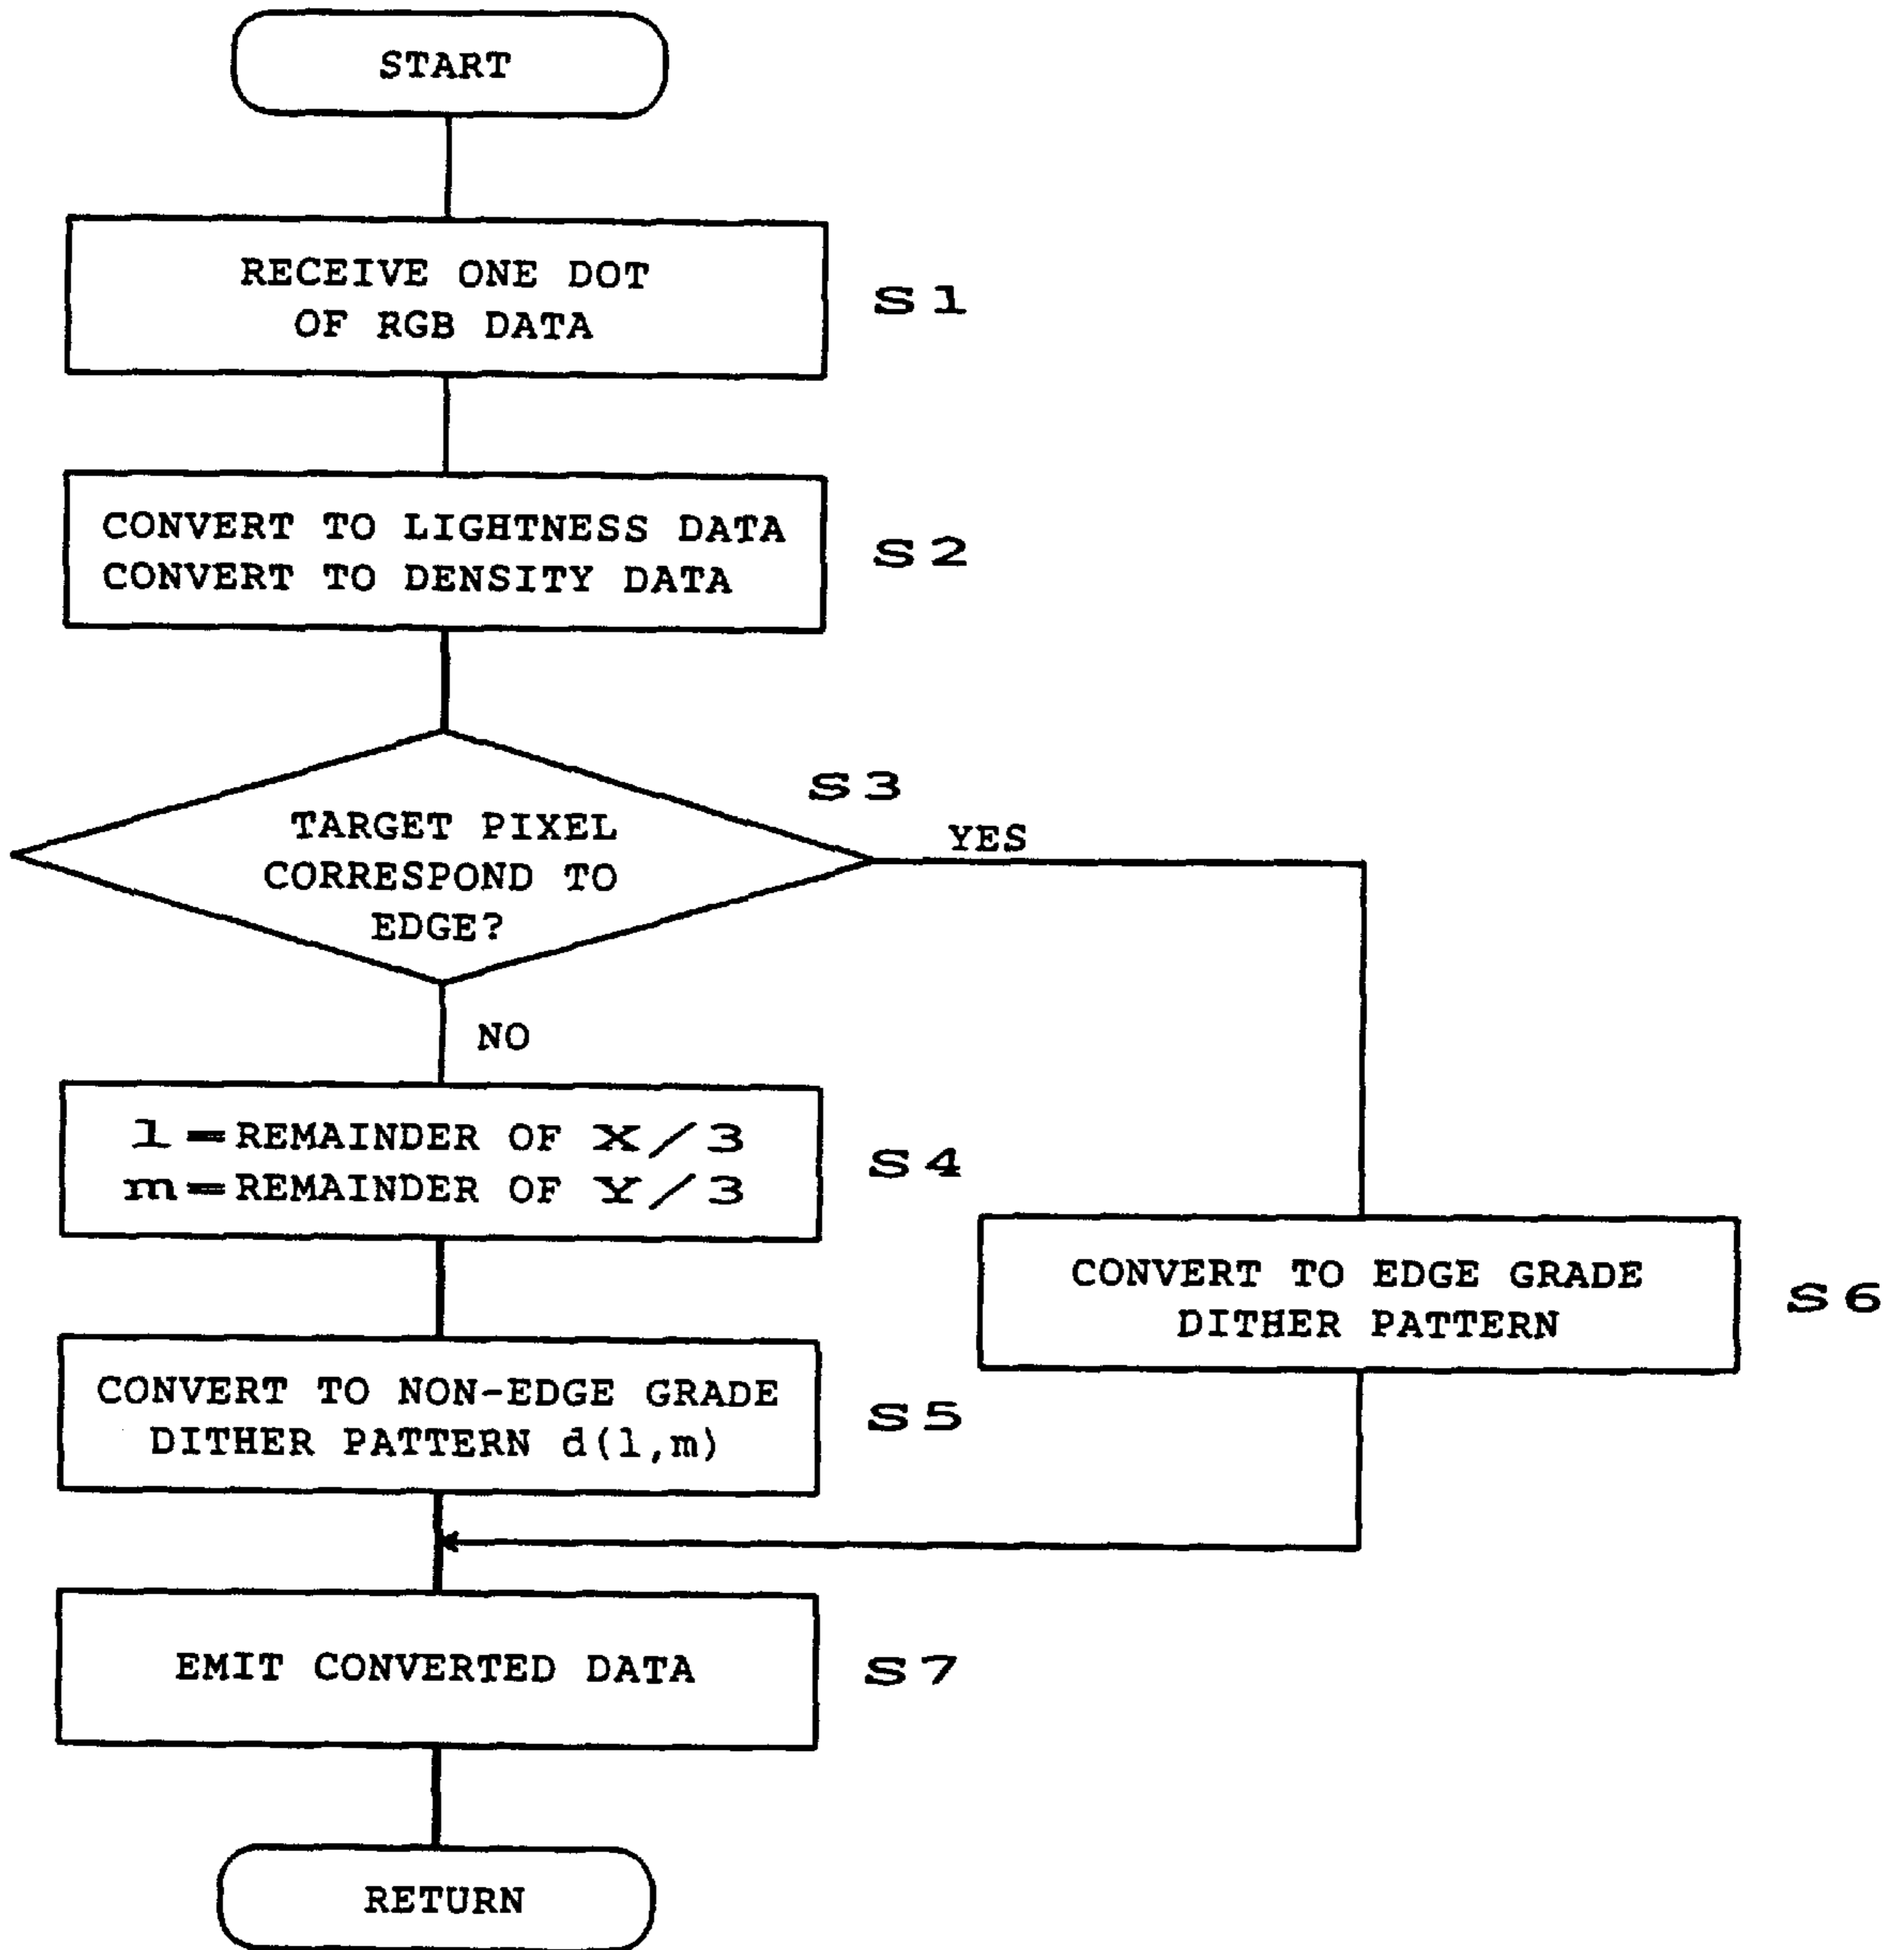 START
RECEIVE ONE DOT
OF RGB DATA
S1
CONVERT TO LIGHTNESS DATA
CONVERT TO DENSITY DATA
S2
S3
TARGET PIXEL
CORRESPOND TO
EDGE?
YES
NO
l=REMAINDER OF X/3
m=REMAINDER OF Y/3
S4
CONVERT TO EDGE GRADE
DITHER PATTERN
S6
CONVERT TO NON-EDGE GRADE
DITHER PATTERN d(l,m)
S5
EMIT CONVERTED DATA
S7
RETURN